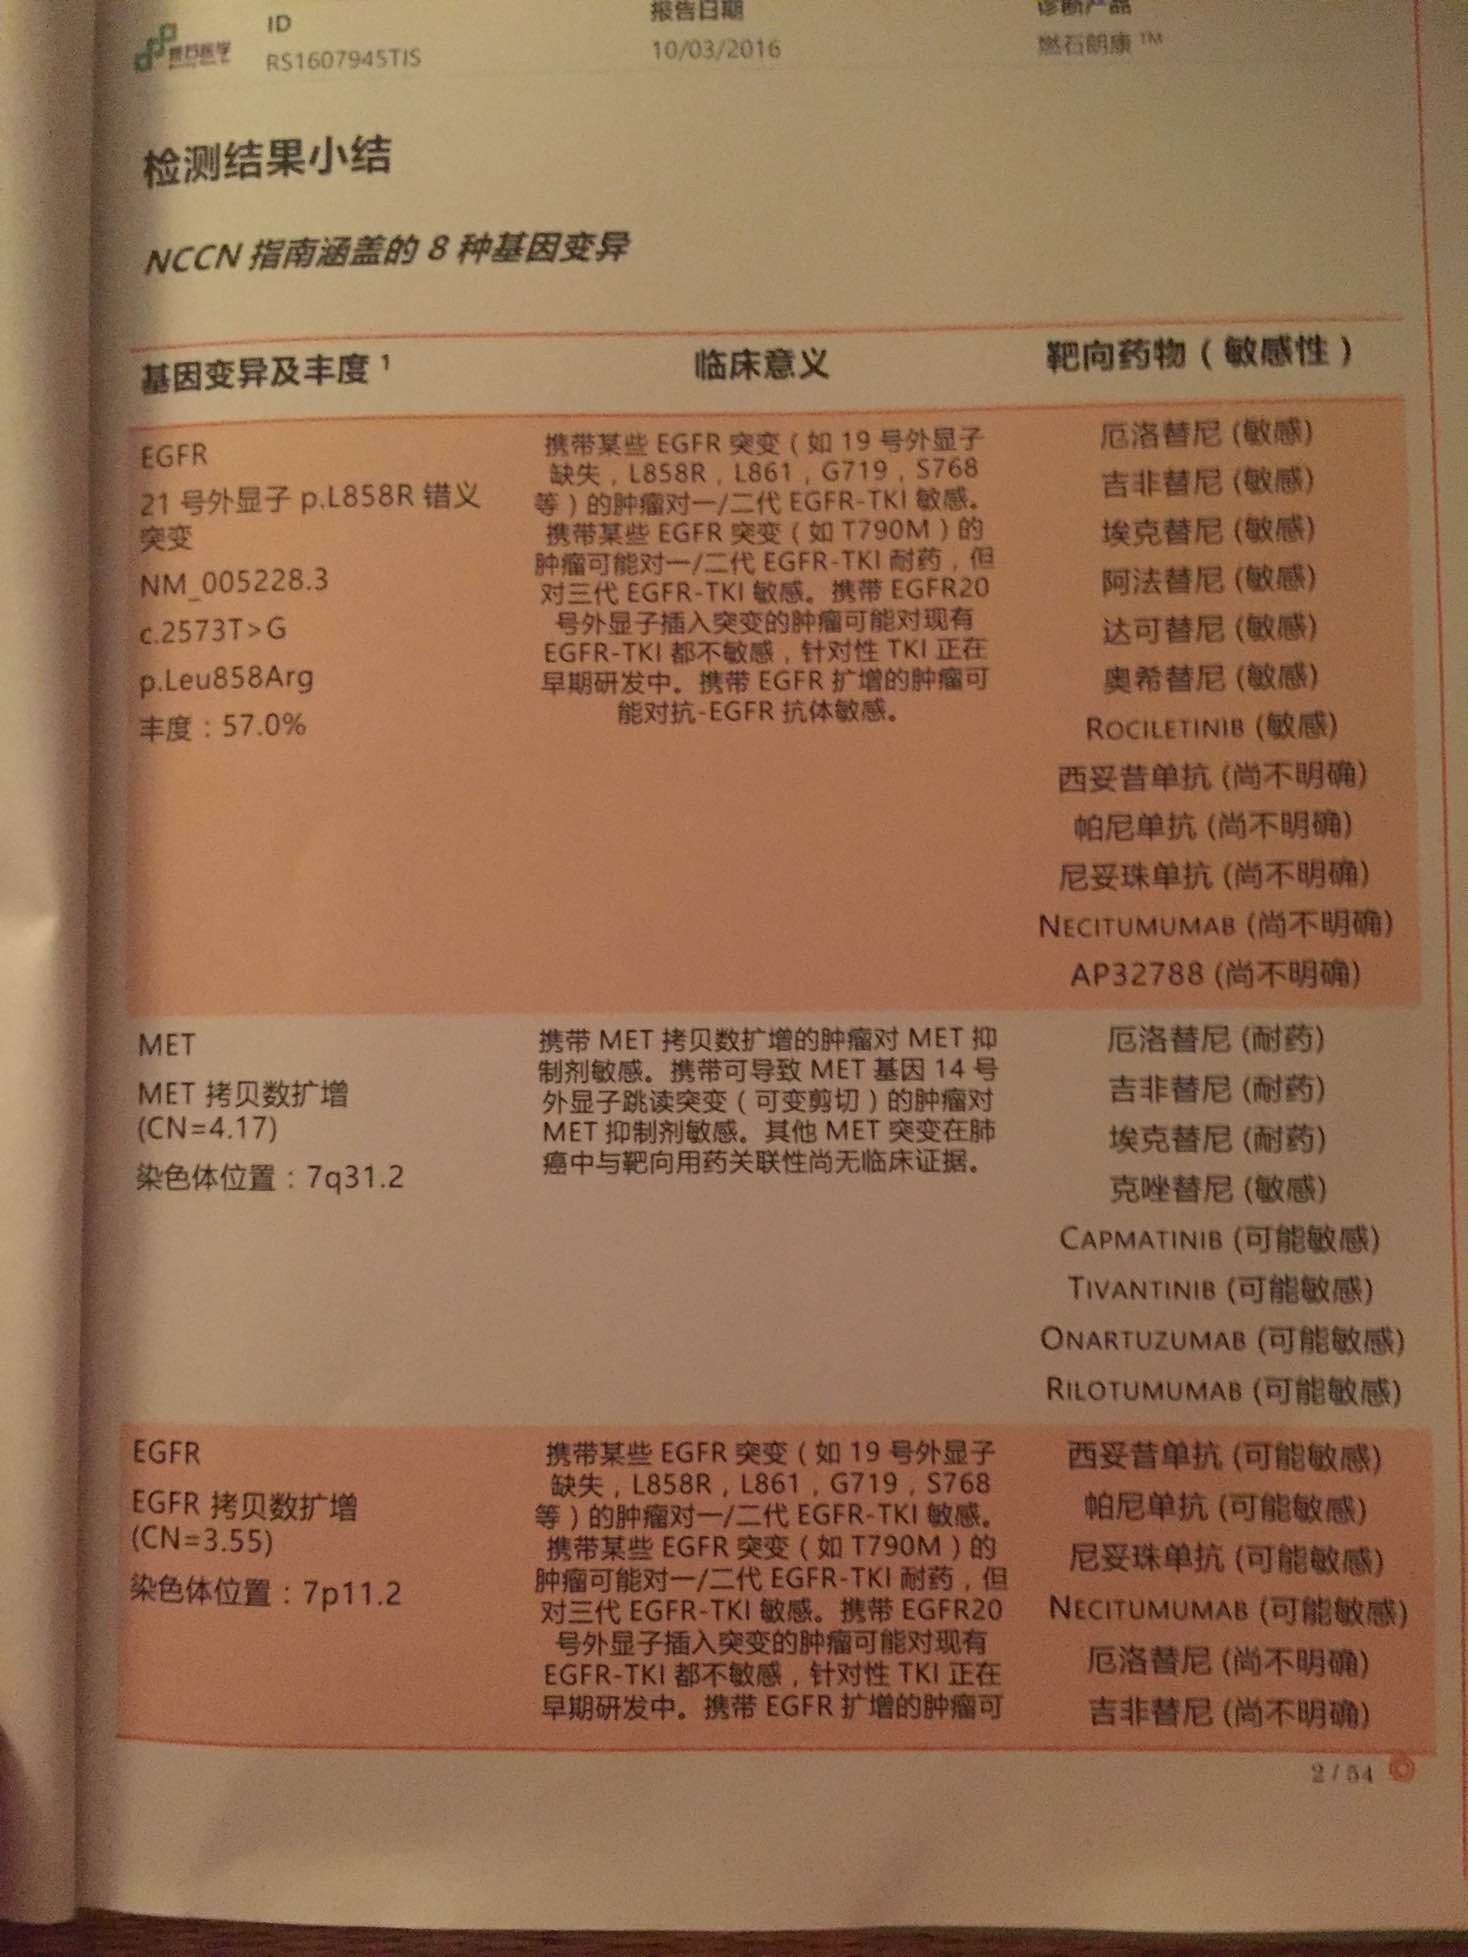 ID
报告日期
诊断产品
燃石医学
RS1607945TIS
10/03/2016
燃石朗康™
检测结果小结
NCCN 指南涵盖的 8 种基因变异
基因变异及丰度¹
临床意义
靶向药物（敏感性）
EGFR
21 号外显子 p.L858R 错义
突变
NM_005228.3
c.2573T>G
p.Leu858Arg
丰度：57.0%
携带某些 EGFR 突变（如 19 号外显子
缺失，L858R，L861，G719，S768
等）的肿瘤对一/二代 EGFR-TKI 敏感。
携带某些 EGFR 突变（如 T790M）的
肿瘤可能对一/二代 EGFR-TKI 耐药，但
对三代 EGFR-TKI 敏感。携带 EGFR20
号外显子插入突变的肿瘤可能对现有
EGFR-TKI 都不敏感，针对性 TKI 正在
早期研发中。携带 EGFR 扩增的肿瘤可
能对抗-EGFR 抗体敏感。
厄洛替尼 (敏感)
吉非替尼 (敏感)
埃克替尼 (敏感)
阿法替尼 (敏感)
达可替尼 (敏感)
奥希替尼 (敏感)
ROCILETINIB (敏感)
西妥昔单抗 (尚不明确)
帕尼单抗 (尚不明确)
尼妥珠单抗 (尚不明确)
NECITUMUMAB (尚不明确)
AP32788 (尚不明确)
MET
MET 拷贝数扩增
(CN=4.17)
染色体位置：7q31.2
携带 MET 拷贝数扩增的肿瘤对 MET 抑
制剂敏感。携带可导致 MET 基因 14 号
外显子跳读突变（可变剪切）的肿瘤对
MET 抑制剂敏感。其他 MET 突变在肺
癌中与靶向用药关联性尚无临床证据。
厄洛替尼 (耐药)
吉非替尼 (耐药)
埃克替尼 (耐药)
克唑替尼 (敏感)
CAPMATINIB (可能敏感)
TIVANTINIB (可能敏感)
ONARTUZUMAB (可能敏感)
RILOTUMUMAB (可能敏感)
EGFR
EGFR 拷贝数扩增
(CN=3.55)
染色体位置：7p11.2
携带某些 EGFR 突变（如 19 号外显子
缺失，L858R，L861，G719，S768
等）的肿瘤对一/二代 EGFR-TKI 敏感。
携带某些 EGFR 突变（如 T790M）的
肿瘤可能对一/二代 EGFR-TKI 耐药，但
对三代 EGFR-TKI 敏感。携带 EGFR20
号外显子插入突变的肿瘤可能对现有
EGFR-TKI 都不敏感，针对性 TKI 正在
早期研发中。携带 EGFR 扩增的肿瘤可
西妥昔单抗 (可能敏感)
帕尼单抗 (可能敏感)
尼妥珠单抗 (可能敏感)
NECITUMUMAB (可能敏感)
厄洛替尼 (尚不明确)
吉非替尼 (尚不明确)
2 / 54